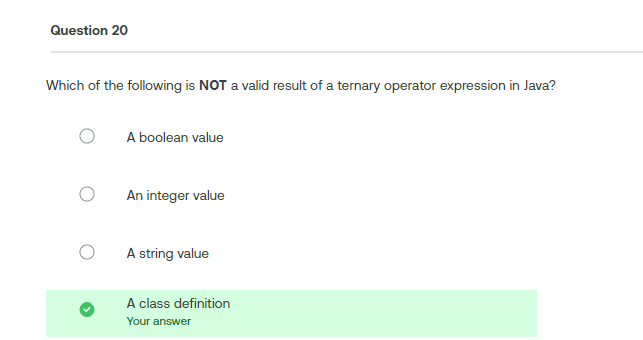 Question 20
Which of the following is NOT a valid result of a ternary operator expression in Java?
A boolean value
An integer value
A string value
A class definition
Your answer